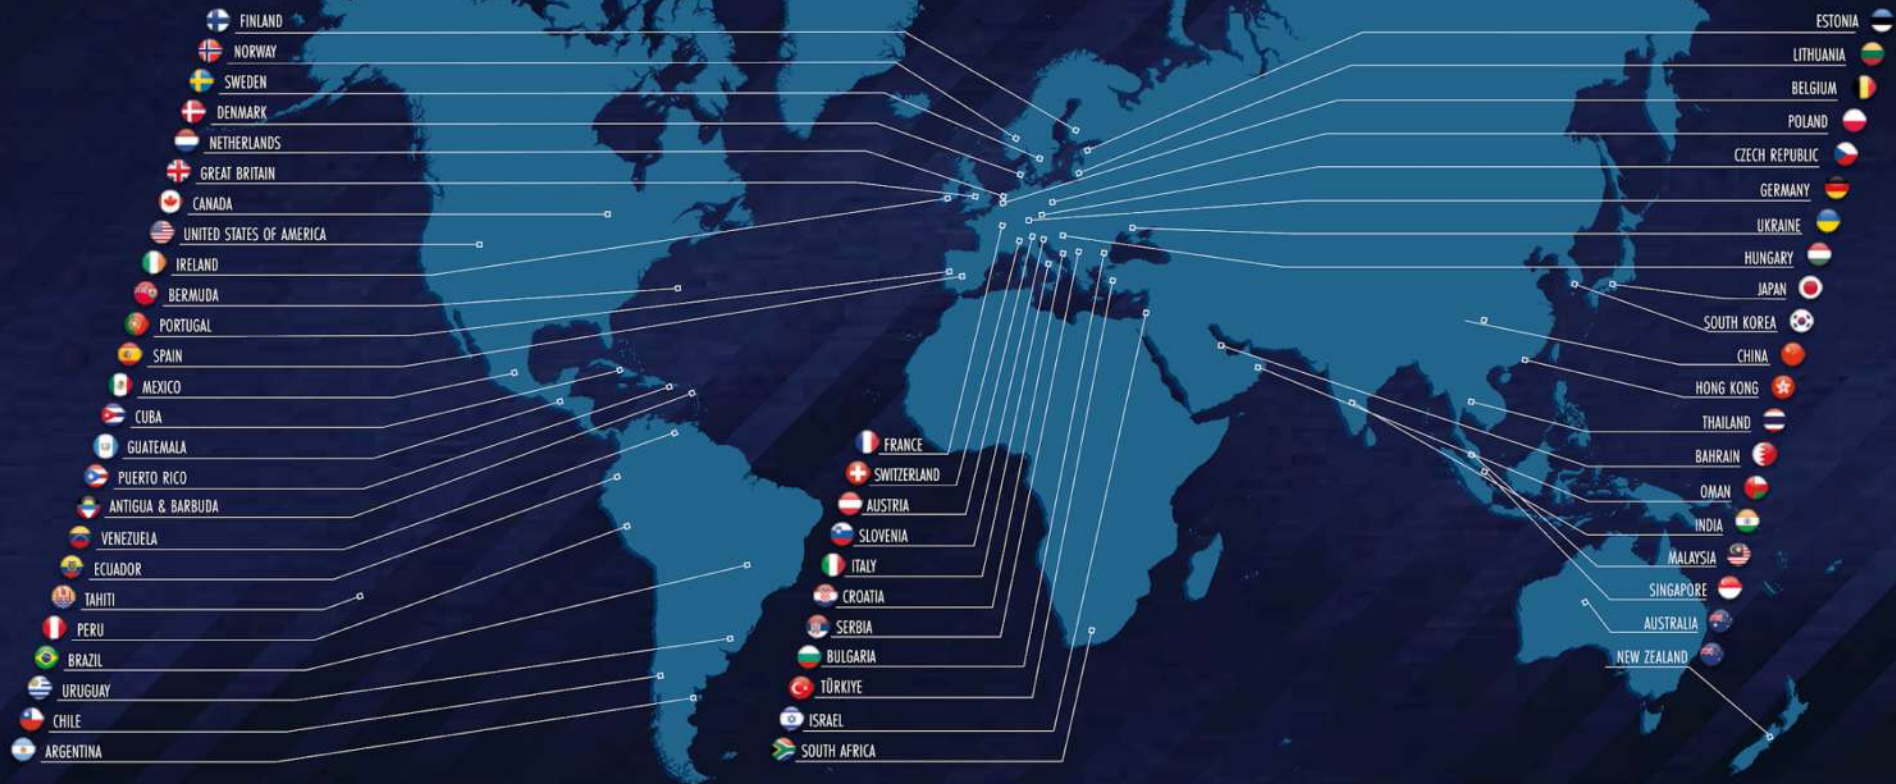 FINLAND
NORWAY
SWEDEN
DENMARK
NETHERLANDS
GREAT BRITAIN
CANADA
UNITED STATES OF AMERICA
IRELAND
BERMUDA
PORTUGAL
SPAIN
MEXICO
CUBA
GUATEMALA
PUERTO RICO
ANTIGUA & BARBUDA
VENEZUELA
ECUADOR
TAHITI
PERU
BRAZIL
URUGUAY
CHILE
ARGENTINA
FRANCE
SWITZERLAND
AUSTRIA
SLOVENIA
ITALY
CROATIA
SERBIA
BULGARIA
TÜRKIYE
ISRAEL
SOUTH AFRICA
ESTONIA
LITHUANIA
BELGIUM
POLAND
CZECH REPUBLIC
GERMANY
UKRAINE
HUNGARY
JAPAN
SOUTH KOREA
CHINA
HONG KONG
THAILAND
BAHRAIN
OMAN
INDIA
MALAYSIA
SINGAPORE
AUSTRALIA
NEW ZEALAND